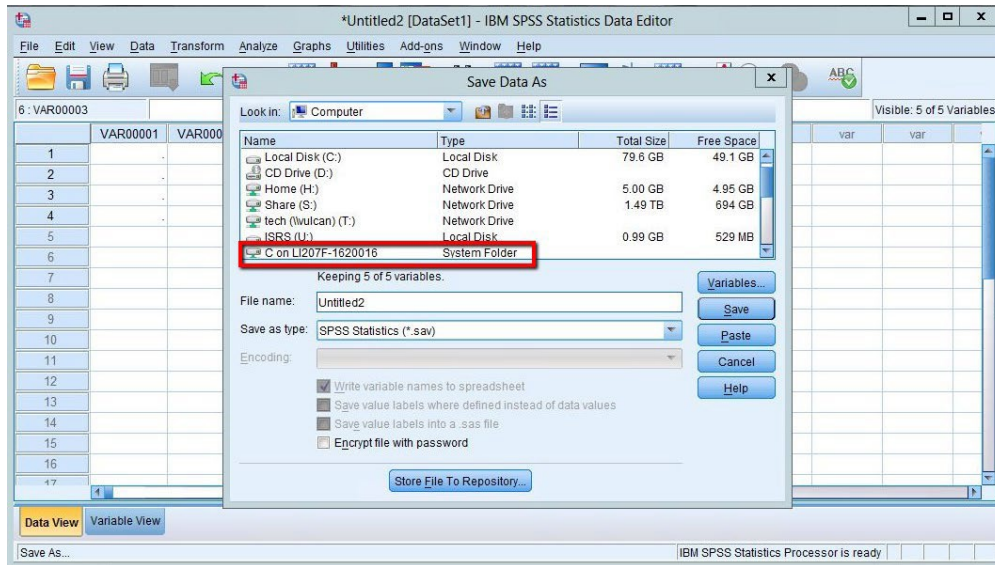 *Untitled2 [DataSet1] - IBM SPSS Statistics Data Editor
File Edit View Data Transform Analyze Graphs Utilities Add-ons Window Help
Save Data As
6 : VAR00003
Visible: 5 of 5 Variables
Look in: Computer
VAR00001 VAR000 var var
Name Type Total Size Free Space
Local Disk (C:) Local Disk 79.6 GB 49.1 GB
CD Drive (D:) CD Drive
Home (H:) Network Drive 5.00 GB 4.95 GB
Share (S:) Network Drive 1.49 TB 694 GB
tech (\\vulcan) (T:) Network Drive
ISRS (U:) Local Disk 0.99 GB 529 MB
C on LI207F-1620016 System Folder
Keeping 5 of 5 variables.
Variables...
File name: Untitled2
Save
Save as type: SPSS Statistics (*.sav)
Paste
Encoding:
Cancel
Write variable names to spreadsheet
Help
Save value labels where defined instead of data values
Save value labels into a .sas file
Encrypt file with password
Store File To Repository...
1
2
3
4
5
6
7
8
9
10
11
12
13
14
15
16
17
Data View Variable View
Save As...
IBM SPSS Statistics Processor is ready